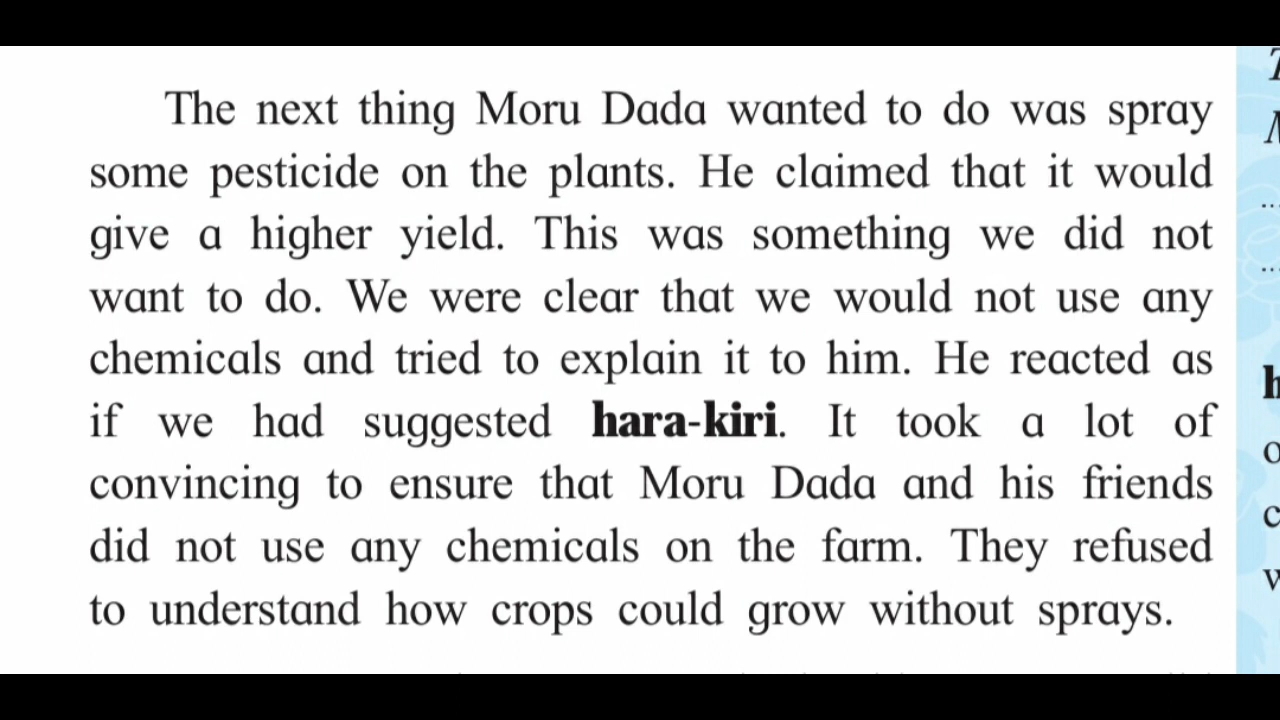 The next thing Moru Dada wanted to do was spray
some pesticide on the plants. He claimed that it would
give a higher yield. This was something we did not
want to do. We were clear that we would not use any
chemicals and tried to explain it to him. He reacted as
if we had suggested hara-kiri. It took a lot of
convincing to ensure that Moru Dada and his friends
did not use any chemicals on the farm. They refused
to understand how crops could grow without sprays.